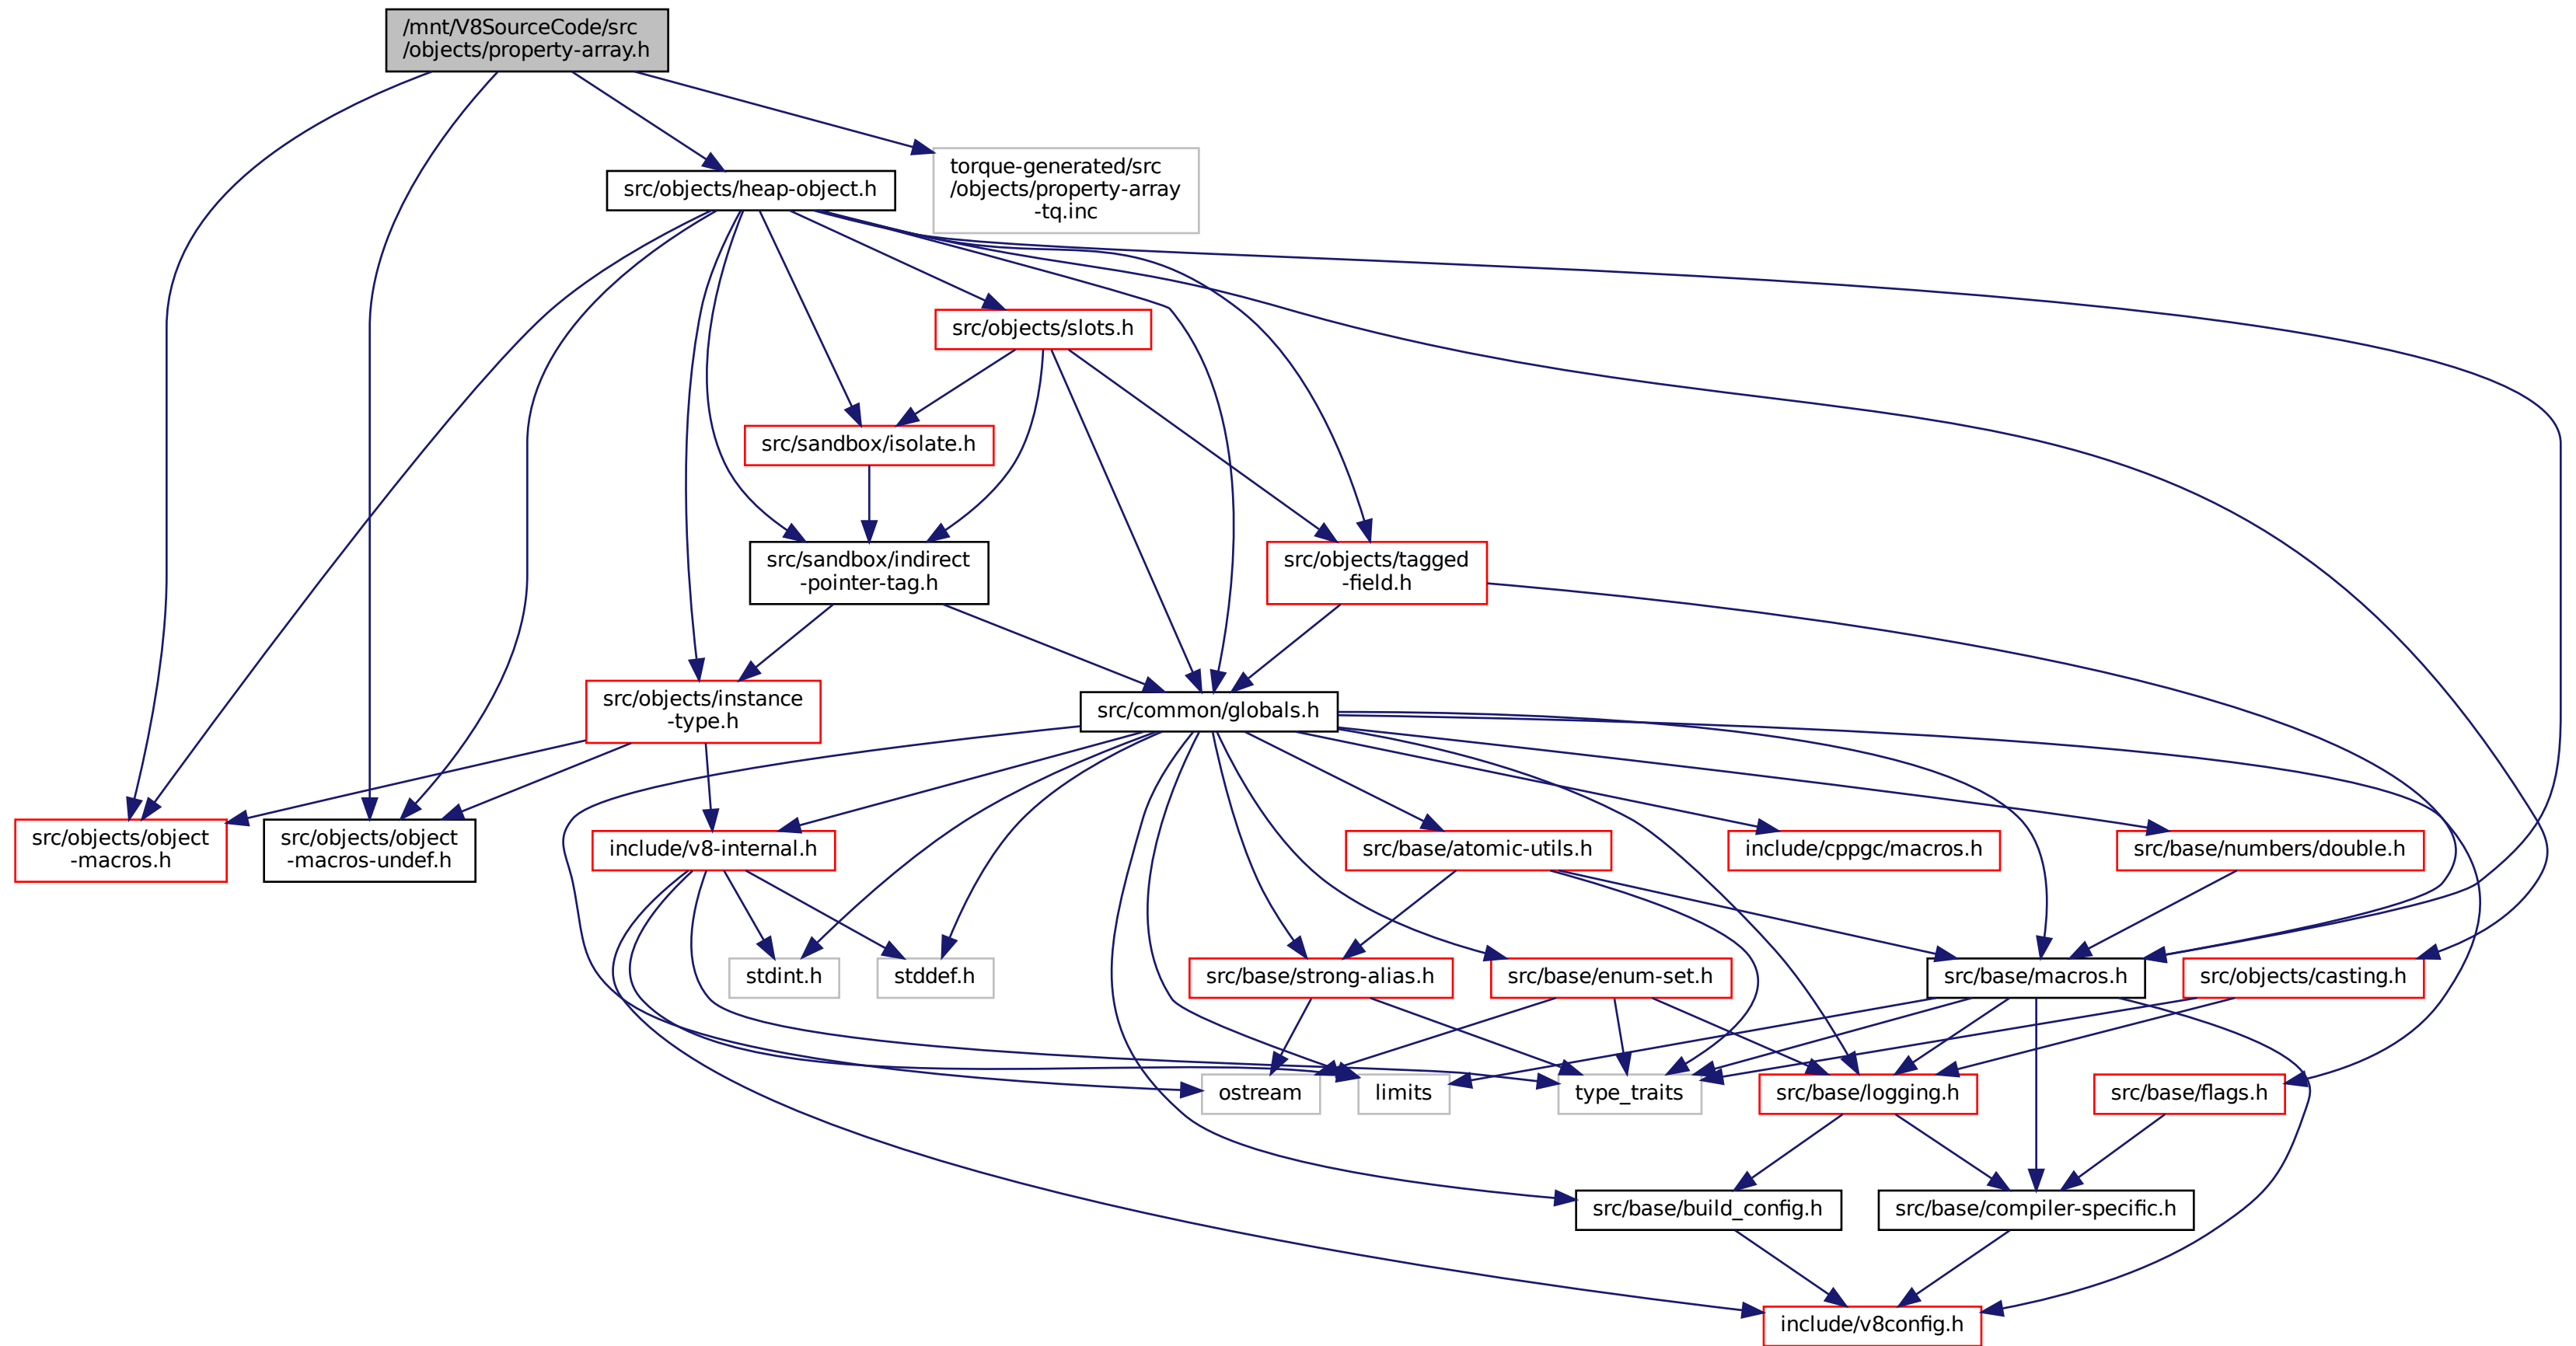 /mnt/V8SourceCode/src
/objects/property-array.h
src/objects/heap-object.h
torque-generated/src
/objects/property-array
-tq.inc
src/objects/slots.h
src/sandbox/isolate.h
src/sandbox/indirect
-pointer-tag.h
src/objects/tagged
-field.h
src/objects/instance
-type.h
src/common/globals.h
src/objects/object
-macros.h
src/objects/object
-macros-undef.h
include/v8-internal.h
src/base/atomic-utils.h
include/cppgc/macros.h
src/base/numbers/double.h
stdint.h
stddef.h
src/base/strong-alias.h
src/base/enum-set.h
src/base/macros.h
src/objects/casting.h
ostream
limits
type_traits
src/base/logging.h
src/base/flags.h
src/base/build_config.h
src/base/compiler-specific.h
include/v8config.h